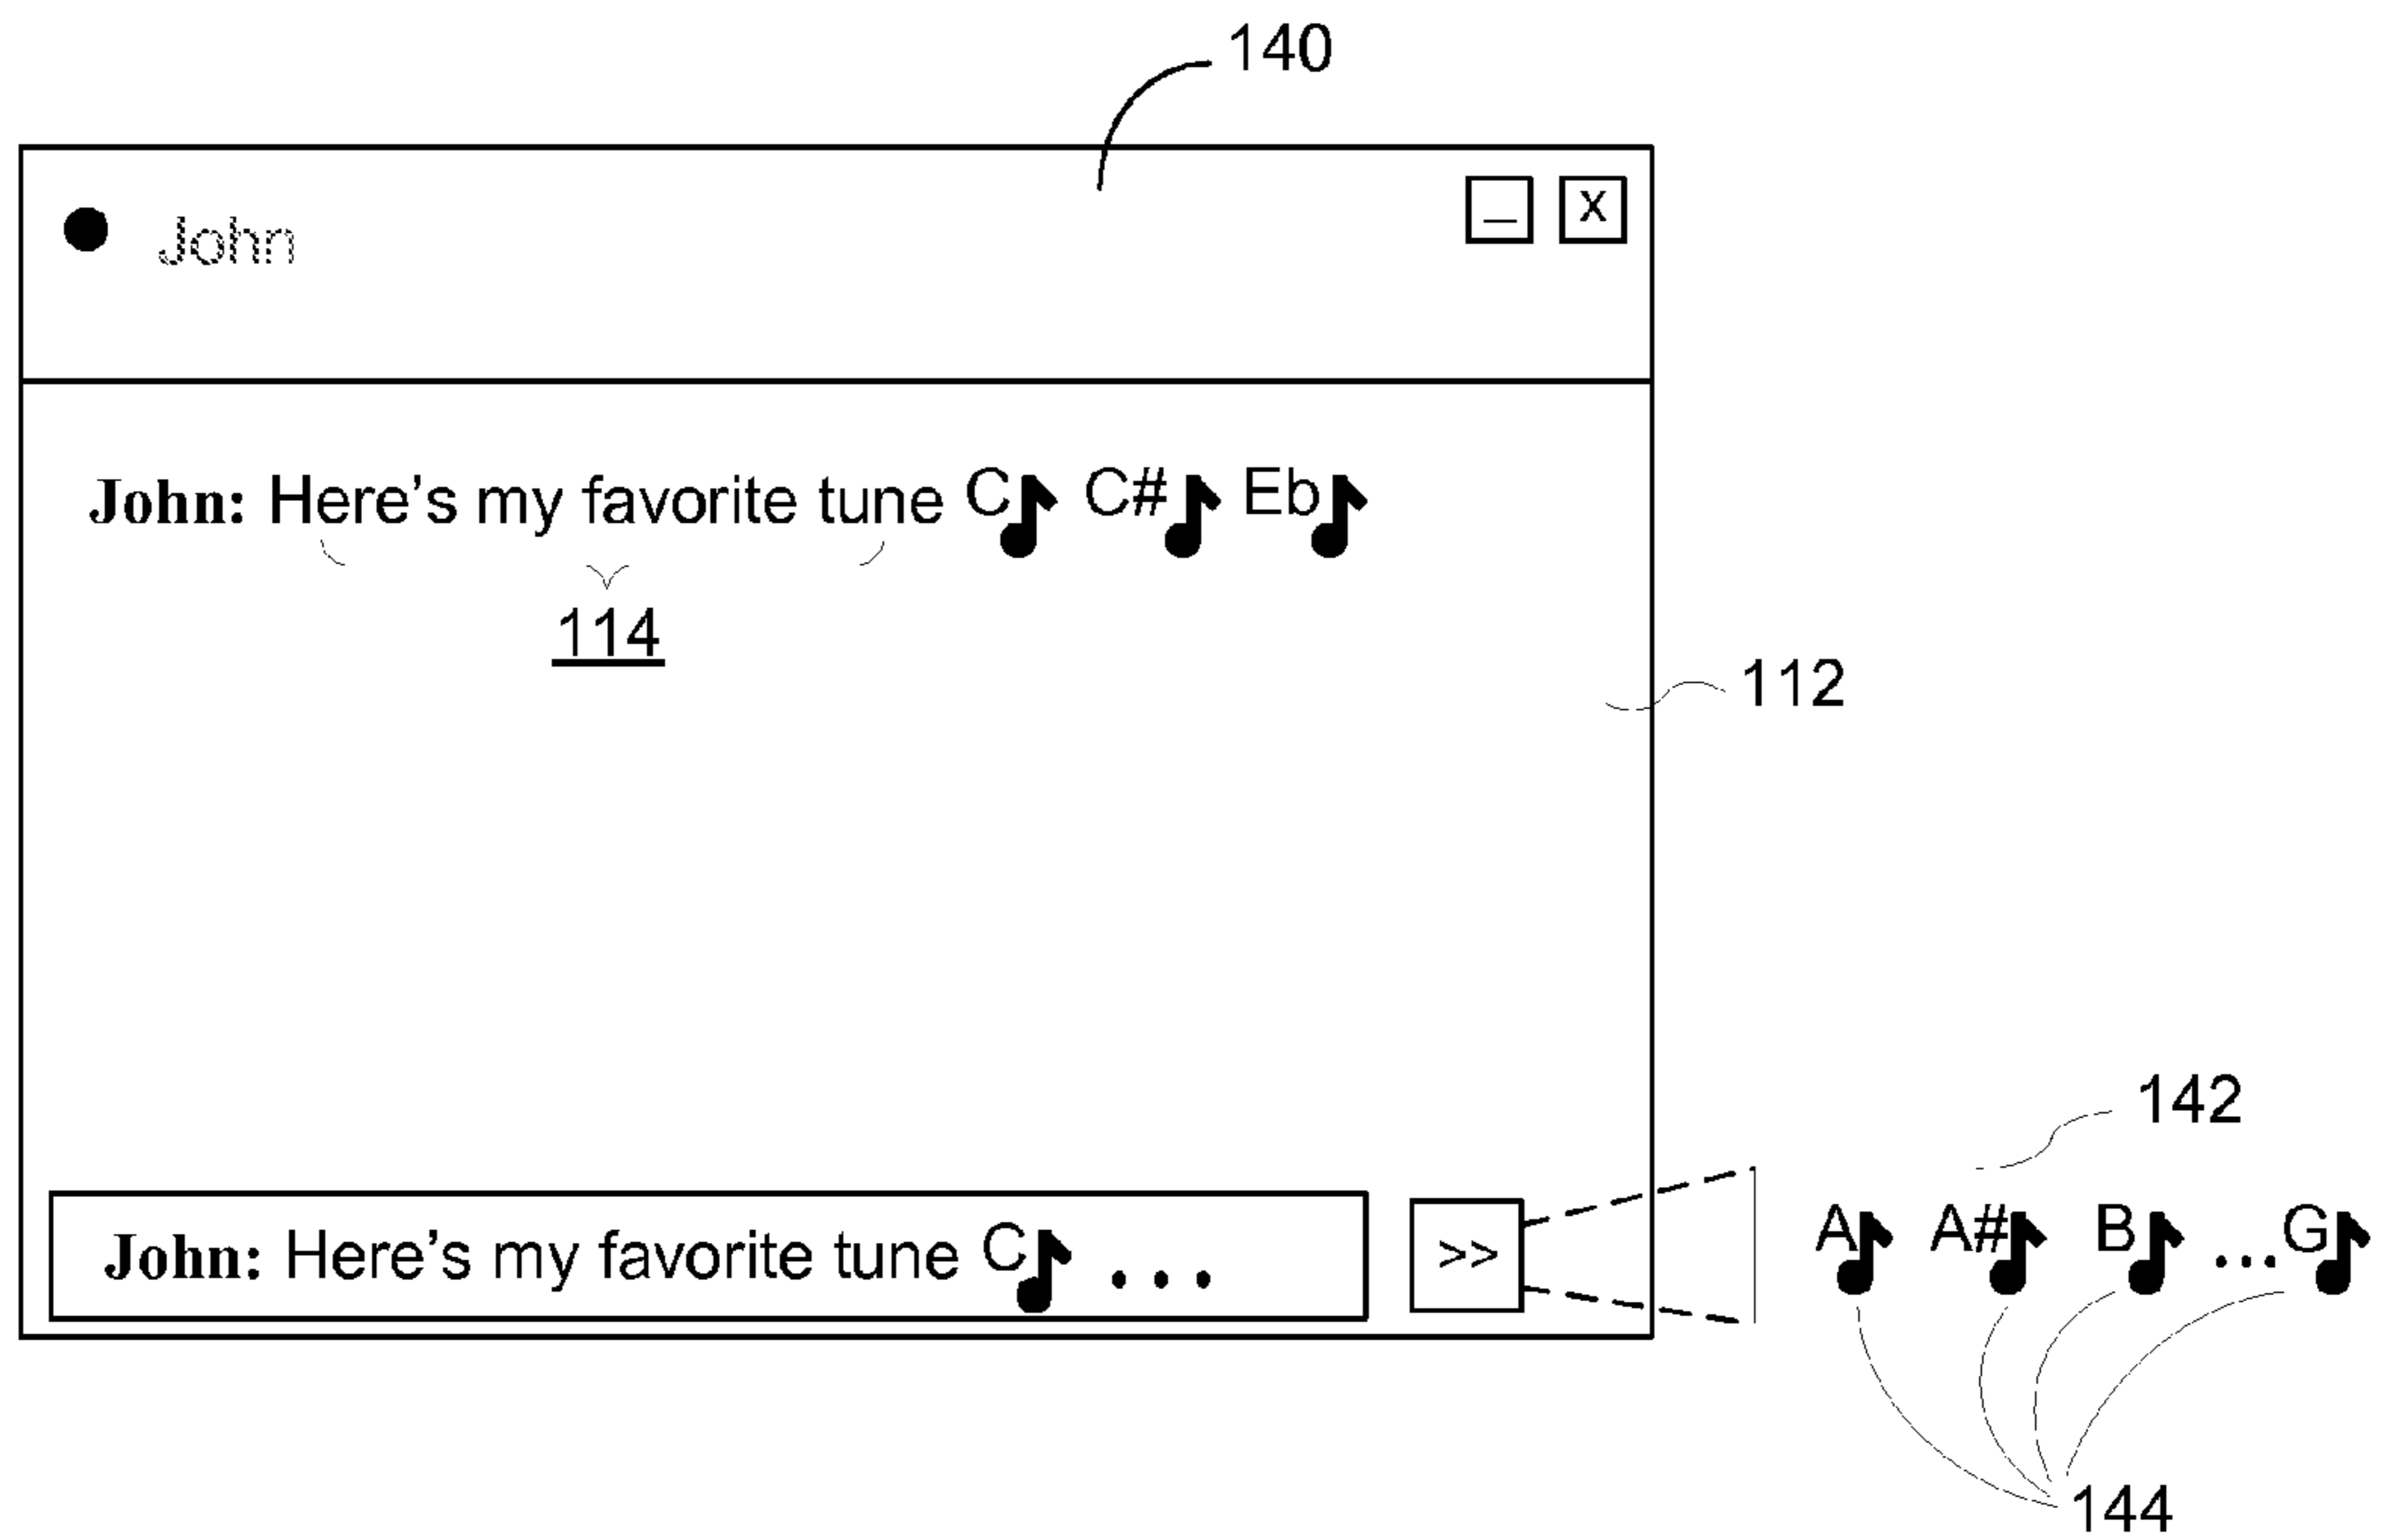 140
John
_ X
John: Here's my favorite tune C♪ C#♪ Eb♪
114
112
142
A♪ A#♪ B♪ ...G♪
John: Here's my favorite tune C♪ ...
>>
144